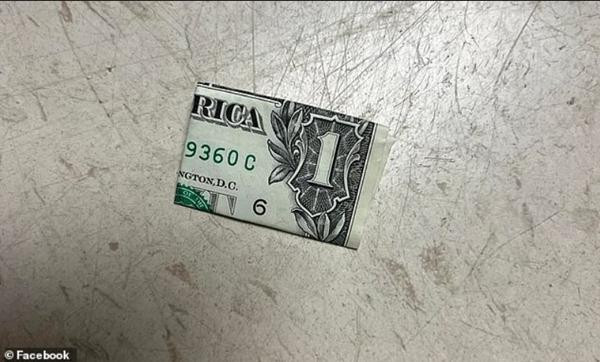 RICA
1
9360 C
NGTON, D.C.
6
© Facebook